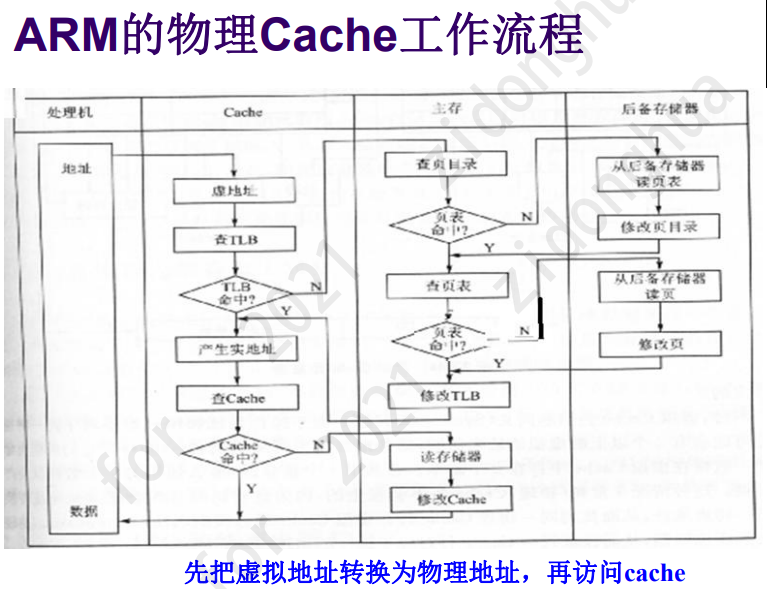 ARM的物理Cache工作流程
处理机
Cache
主存
后备存储器
地址
虚地址
查TLB
TLB
命中?
N
Y
产生实地址
查Cache
Cache
命中?
N
Y
数据
查页目录
页表
命中?
N
Y
查页表
页表
命中?
N
Y
修改TLB
读存储器
修改Cache
从后备存储器
读页表
修改页目录
从后备存储器
读页
修改页
先把虚拟地址转换为物理地址，再访问cache
for 2021 zidonghua
for 2021 zidonghua